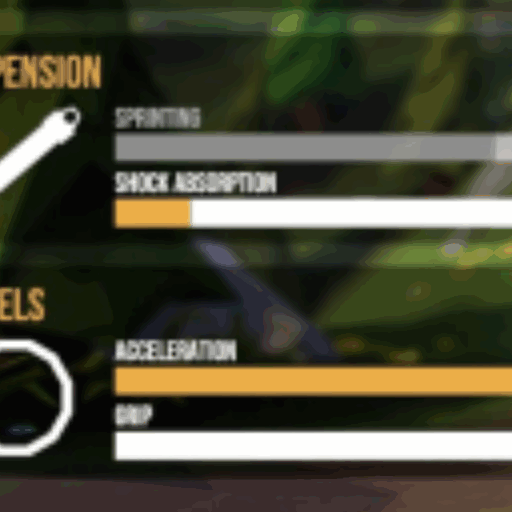 PENSION
SPRINTING
SHOCK ABSORPTION
ELS
ACCELERATION
GRIP